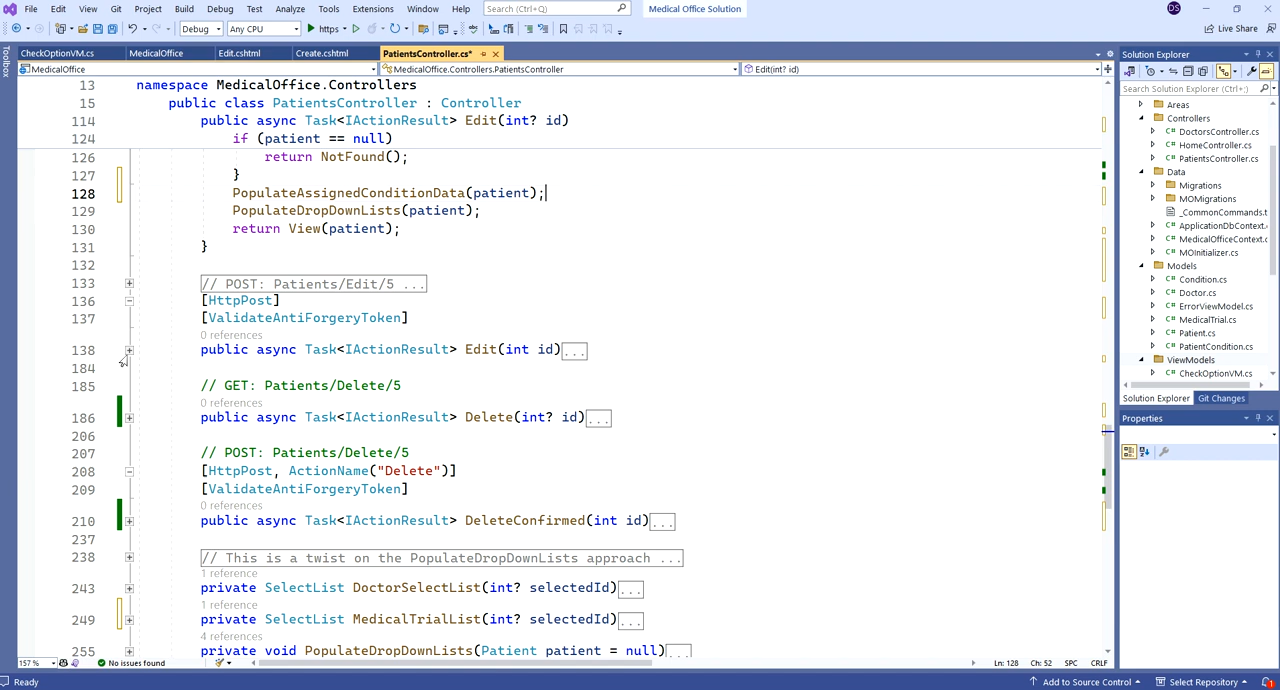 File Edit View Git Project Build Debug Test Analyze Tools Extensions Window Help Search (Ctrl+Q) Medical Office Solution DS
Debug Any CPU https Live Share
Toolbox
CheckOptionVM.cs MedicalOffice Edit.cshtml Create.cshtml PatientsController.cs*
MedicalOffice MedicalOffice.Controllers.PatientsController Edit(int? id)
13 namespace MedicalOffice.Controllers
15 public class PatientsController : Controller
114 public async Task<IActionResult> Edit(int? id)
124 if (patient == null)
126 return NotFound();
127 }
128 PopulateAssignedConditionData(patient);
129 PopulateDropDownLists(patient);
130 return View(patient);
131 }
132
133 // POST: Patients/Edit/5 ...
136 [HttpPost]
137 [ValidateAntiForgeryToken]
0 references
138 public async Task<IActionResult> Edit(int id)...
184
185 // GET: Patients/Delete/5
0 references
186 public async Task<IActionResult> Delete(int? id)...
206
207 // POST: Patients/Delete/5
208 [HttpPost, ActionName("Delete")]
209 [ValidateAntiForgeryToken]
0 references
210 public async Task<IActionResult> DeleteConfirmed(int id)...
237
238 // This is a twist on the PopulateDropDownLists approach ...
1 reference
243 private SelectList DoctorSelectList(int? selectedId)...
1 reference
249 private SelectList MedicalTrialList(int? selectedId)...
4 references
255 private void PopulateDropDownLists(Patient patient = null)...
157 % No issues found Ln: 128 Ch: 52 SPC CRLF
Ready Add to Source Control Select Repository 1
Solution Explorer
Search Solution Explorer (Ctrl+;)
Areas
Controllers
C# DoctorsController.cs
C# HomeController.cs
C# PatientsController.cs
Data
Migrations
MOMigrations
_CommonCommands.t
C# ApplicationDbContext.
C# MedicalOfficeContext.c
C# MOInitializer.cs
Models
C# Condition.cs
C# Doctor.cs
C# ErrorViewModel.cs
C# MedicalTrial.cs
C# Patient.cs
C# PatientCondition.cs
ViewModels
C# CheckOptionVM.cs
Solution Explorer Git Changes
Properties